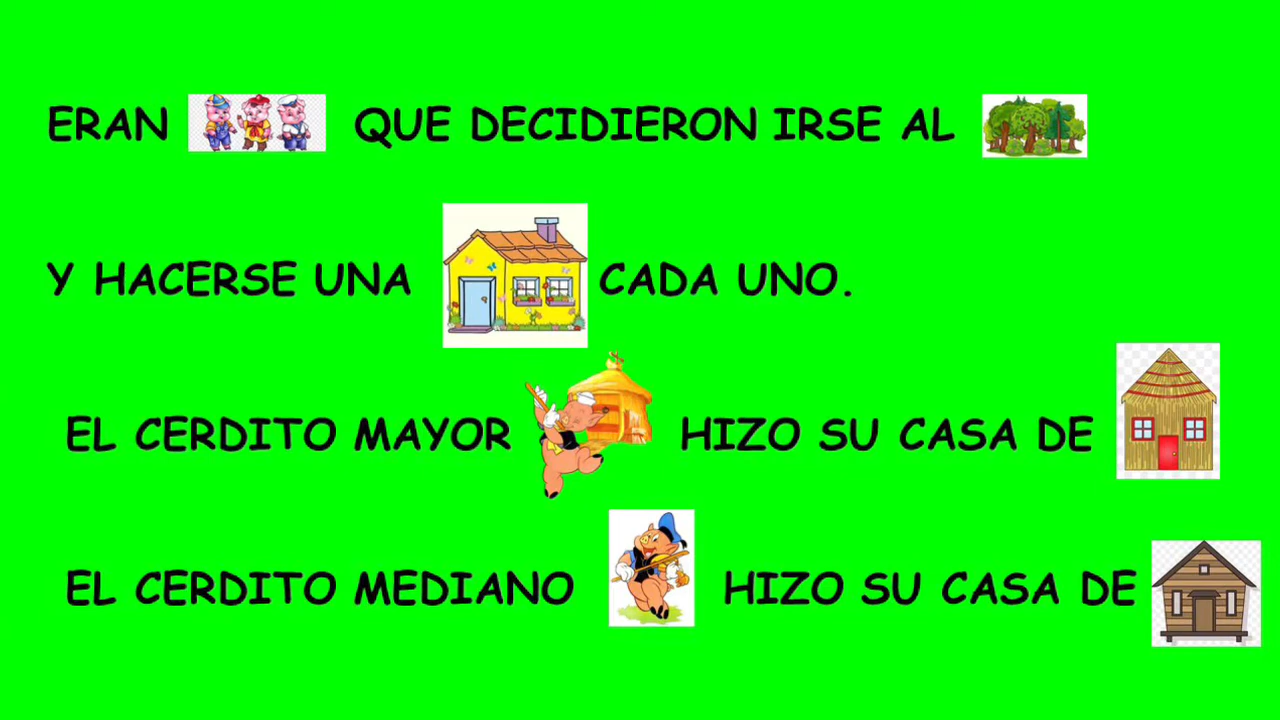 ERAN QUE DECIDIERON IRSE AL
Y HACERSE UNA CADA UNO.
EL CERDITO MAYOR HIZO SU CASA DE
EL CERDITO MEDIANO HIZO SU CASA DE